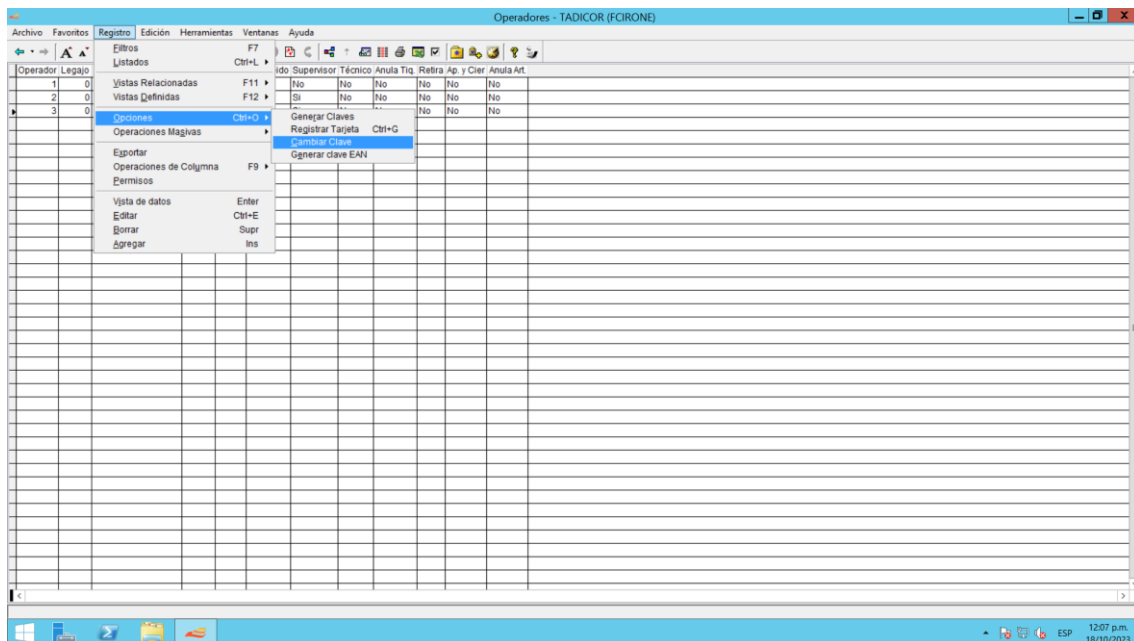 Operadores - TADICOR (FCIRONE)
Archivo Favoritos Registro Edición Herramientas Ventanas Ayuda
Operador Legajo Supervisor Técnico Anula Tiq. Retira Ap. y Cier Anula Art.
1 0 No No No No No No
2 0 Si No No No No No
3 0 No No No
Filtros F7
Listados Ctrl+L
Vistas Relacionadas F11
Vistas Definidas F12
Opciones Ctrl+O
Operaciones Masivas
Exportar
Operaciones de Columna F9
Permisos
Vista de datos Enter
Editar Ctrl+E
Borrar Supr
Agregar Ins
Generar Claves
Registrar Tarjeta Ctrl+G
Cambiar Clave
Generar clave EAN
ESP
12:07 p.m.
18/10/2023